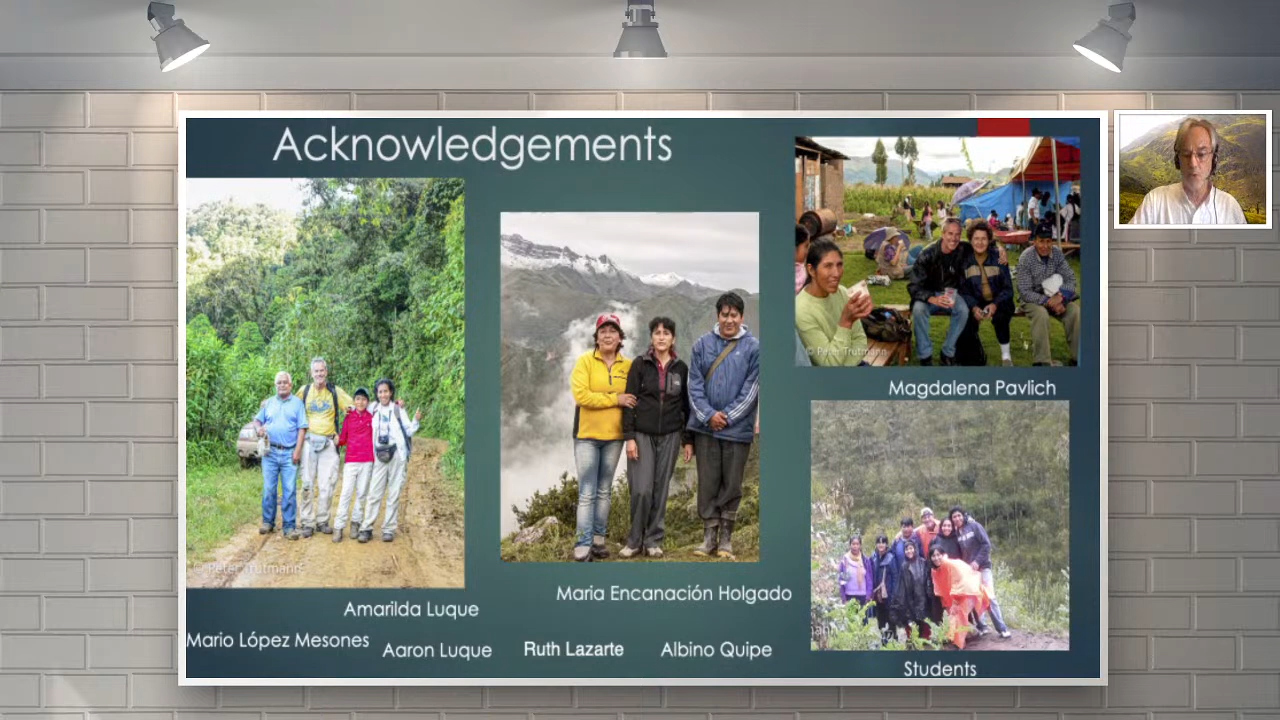 Acknowledgements
© Peter Trutmann
Magdalena Pavlich
© Peter Trutmann
Maria Encanación Holgado
Amarilda Luque
Mario López Mesones
Aaron Luque
Ruth Lazarte
Albino Quipe
Students